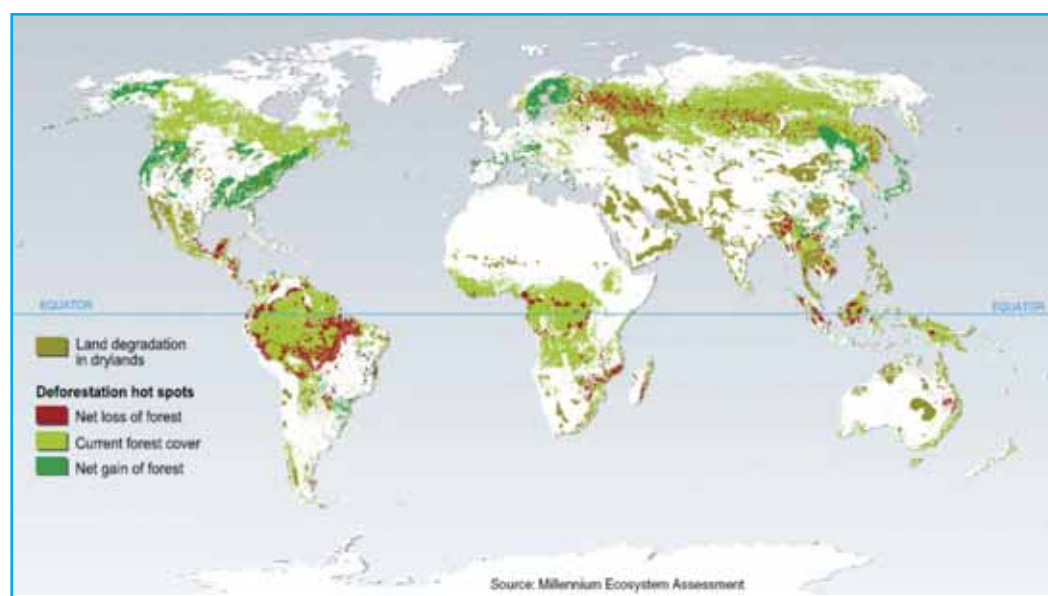 EQUATOR
EQUATOR
Land degradation
in drylands
Deforestation hot spots
Net loss of forest
Current forest cover
Net gain of forest
Source: Millennium Ecosystem Assessment